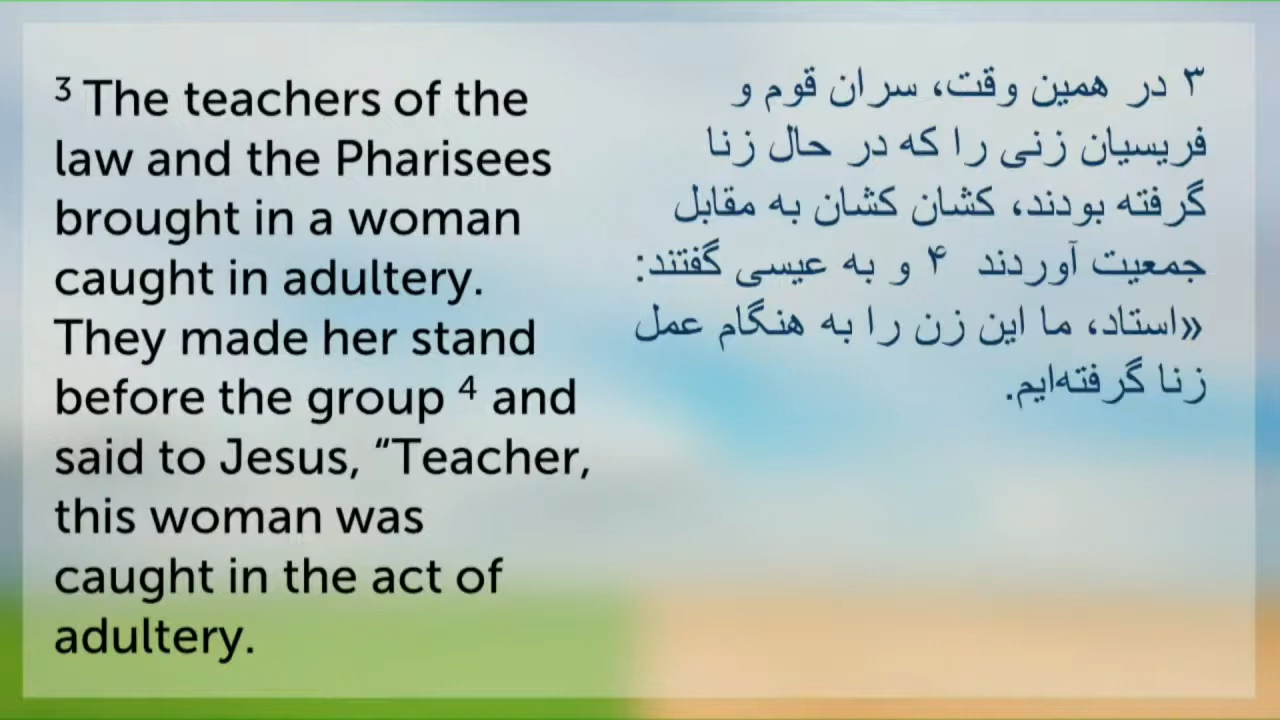 ³ The teachers of the
law and the Pharisees
brought in a woman
caught in adultery.
They made her stand
before the group ⁴ and
said to Jesus, “Teacher,
this woman was
caught in the act of
adultery.
۳ در همین وقت، سران قوم و
فریسیان زنی را که در حال زنا
گرفته بودند، کشان کشان به مقابل
جمعیت آوردند ۴ و به عیسی گفتند:
«استاد، ما این زن را به هنگام عمل
زنا گرفته‌ایم.